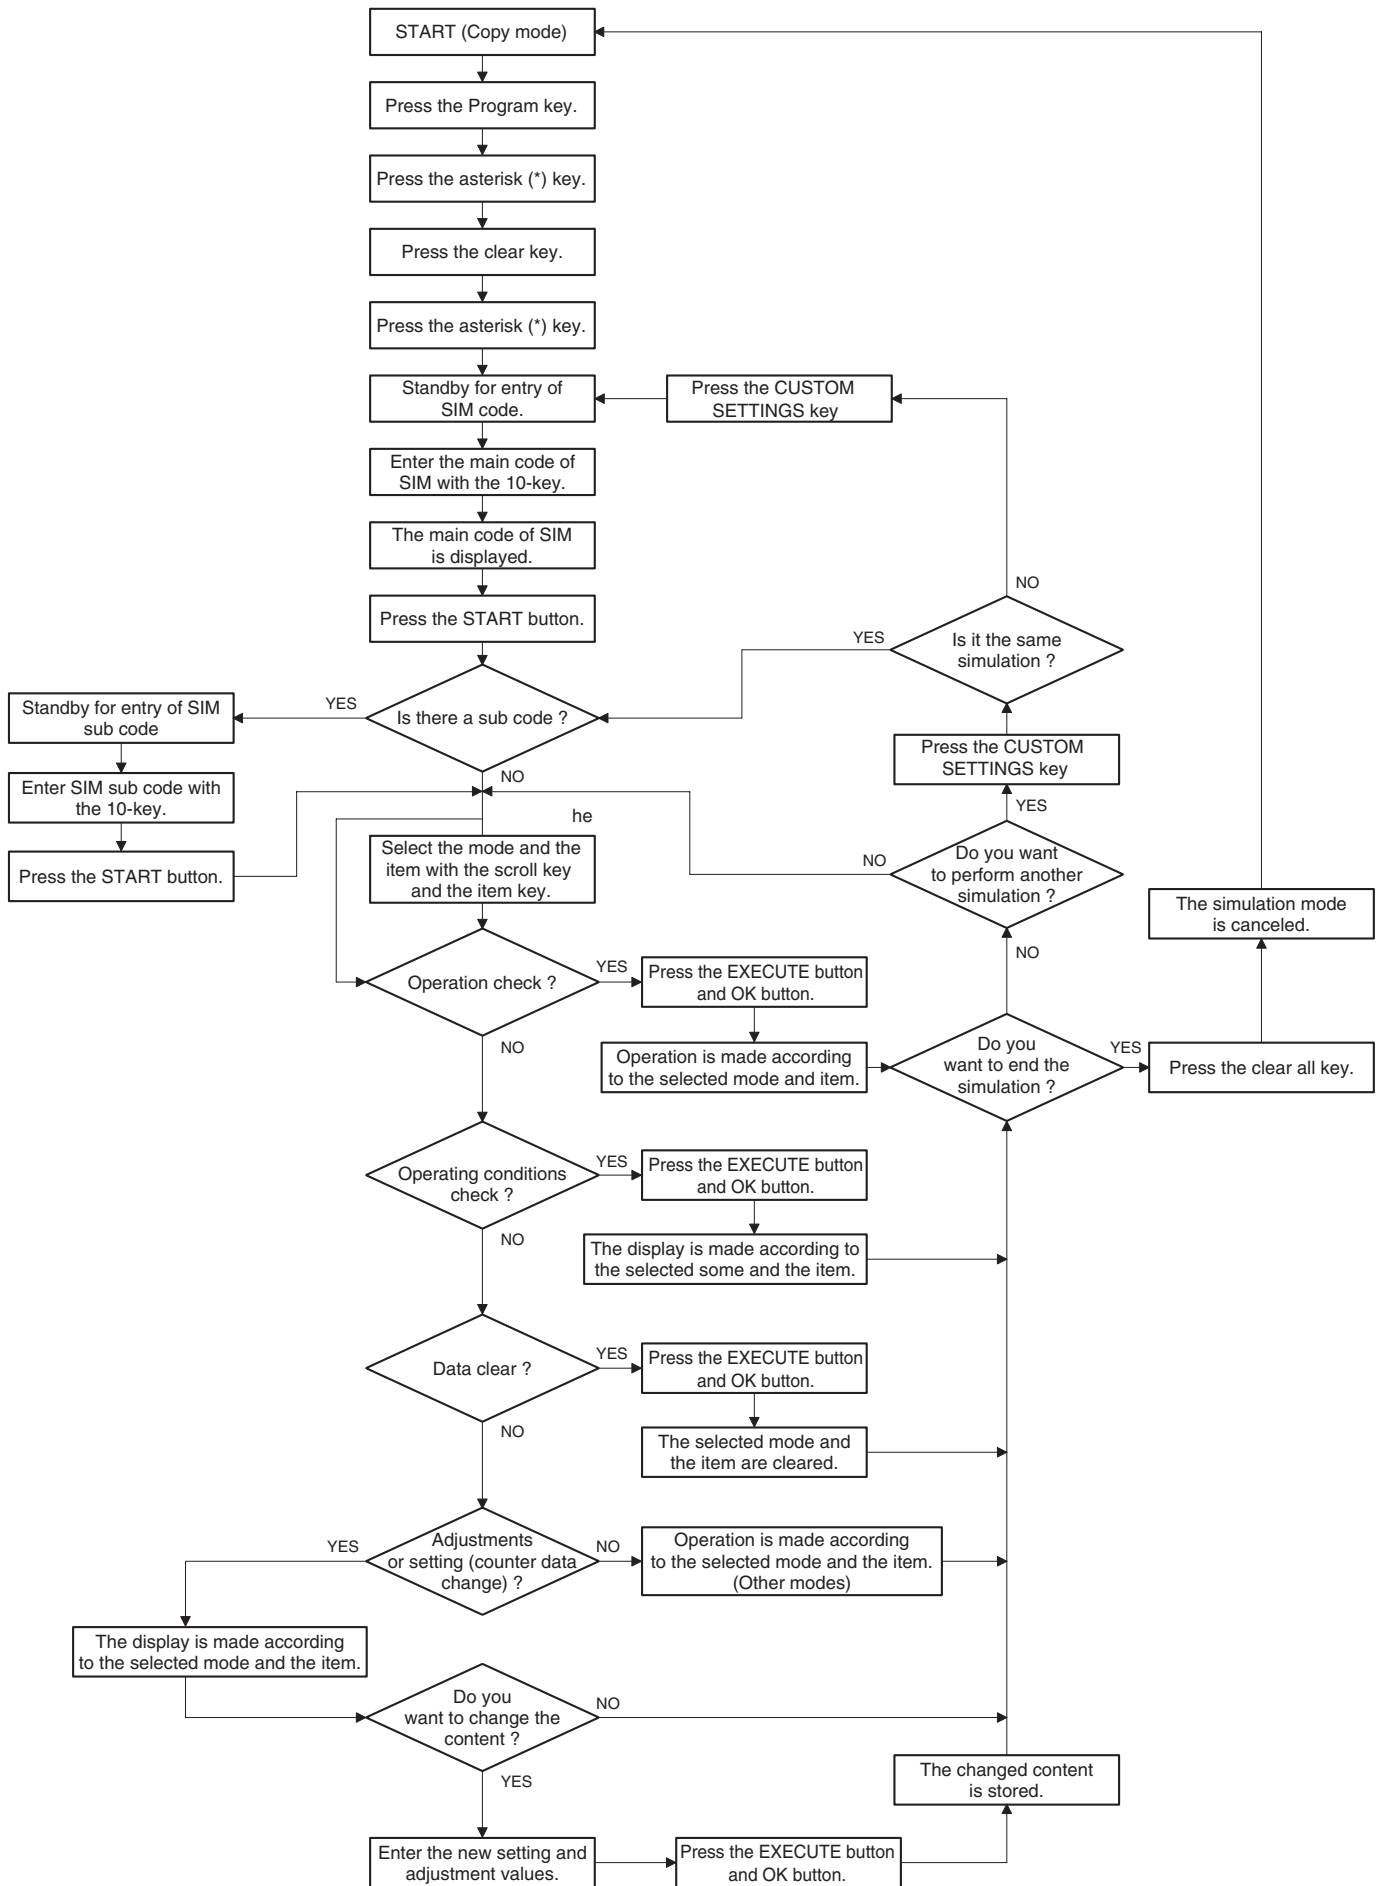 START (Copy mode)
Press the Program key.
Press the asterisk (*) key.
Press the clear key.
Press the asterisk (*) key.
Standby for entry of
SIM code.
Press the CUSTOM
SETTINGS key
Enter the main code of
SIM with the 10-key.
The main code of SIM
is displayed.
NO
Press the START button.
YES
Is it the same
simulation ?
Standby for entry of SIM
sub code
YES
Is there a sub code ?
Press the CUSTOM
SETTINGS key
Enter SIM sub code with
the 10-key.
NO
YES
he
Press the START button.
Select the mode and the
item with the scroll key
and the item key.
NO
Do you want
to perform another
simulation ?
The simulation mode
is canceled.
NO
Operation check ?
YES
Press the EXECUTE button
and OK button.
NO
Operation is made according
to the selected mode and item.
Do you
want to end the
simulation ?
YES
Press the clear all key.
Operating conditions
check ?
YES
Press the EXECUTE button
and OK button.
NO
The display is made according to
the selected some and the item.
Data clear ?
YES
Press the EXECUTE button
and OK button.
NO
The selected mode and
the item are cleared.
YES
Adjustments
or setting (counter data
change) ?
NO
Operation is made according
to the selected mode and the item.
(Other modes)
The display is made according
to the selected mode and the item.
Do you
want to change the
content ?
NO
YES
The changed content
is stored.
Enter the new setting and
adjustment values.
Press the EXECUTE button
and OK button.